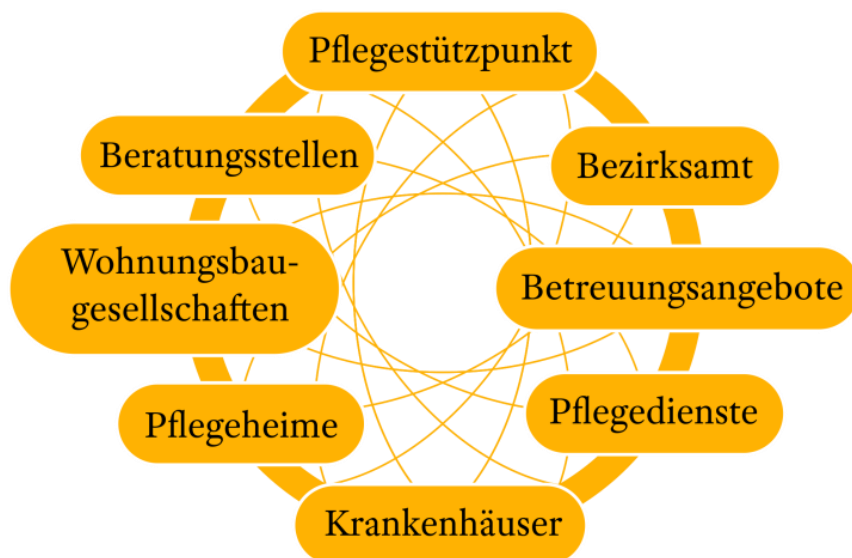 Pflegestützpunkt
Beratungsstellen
Bezirksamt
Wohnungsbau-
gesellschaften
Betreuungsangebote
Pflegeheime
Pflegedienste
Krankenhäuser